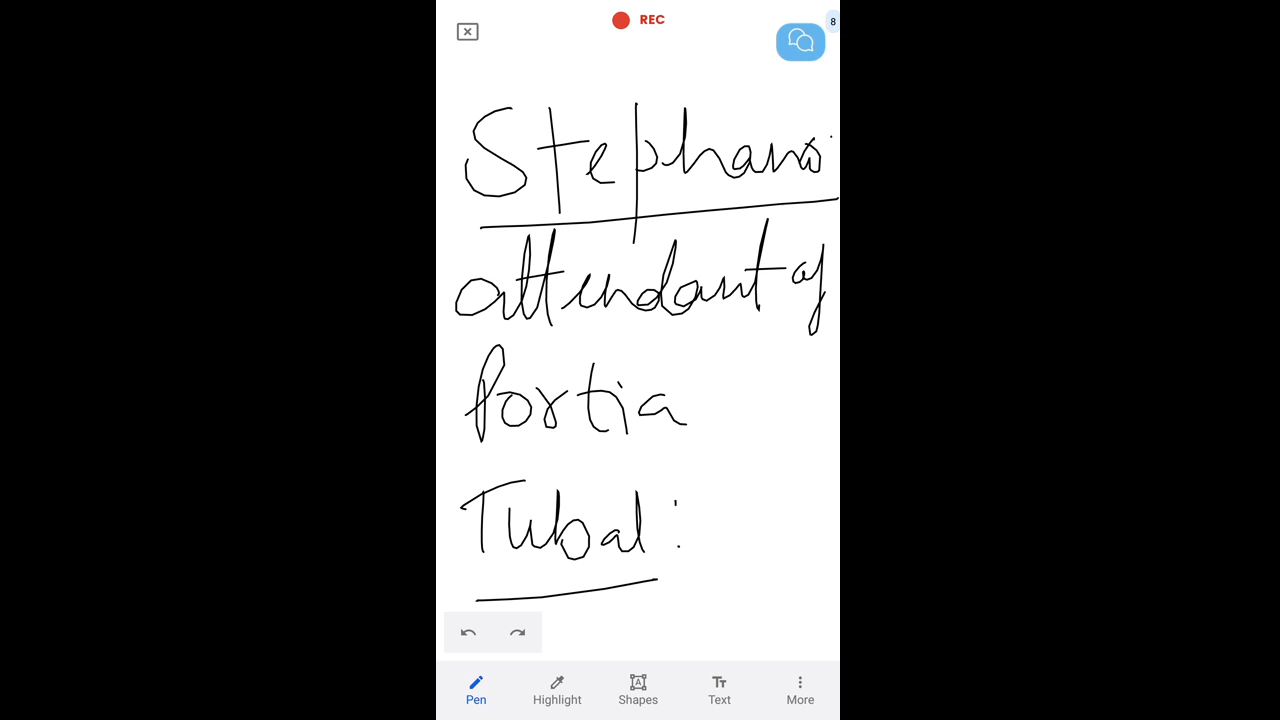 REC
8
Stephano:
attendant of
Portia
Tubal:
Pen
Highlight
Shapes
Text
More